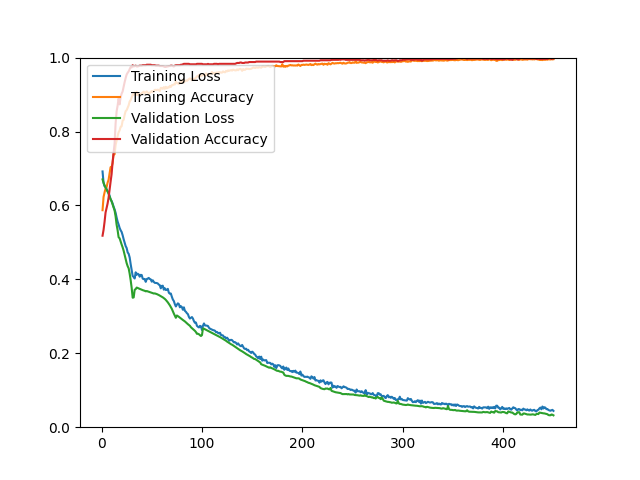 1.0
0.8
0.6
0.4
0.2
0.0
Training Loss
Training Accuracy
Validation Loss
Validation Accuracy
0 100 200 300 400